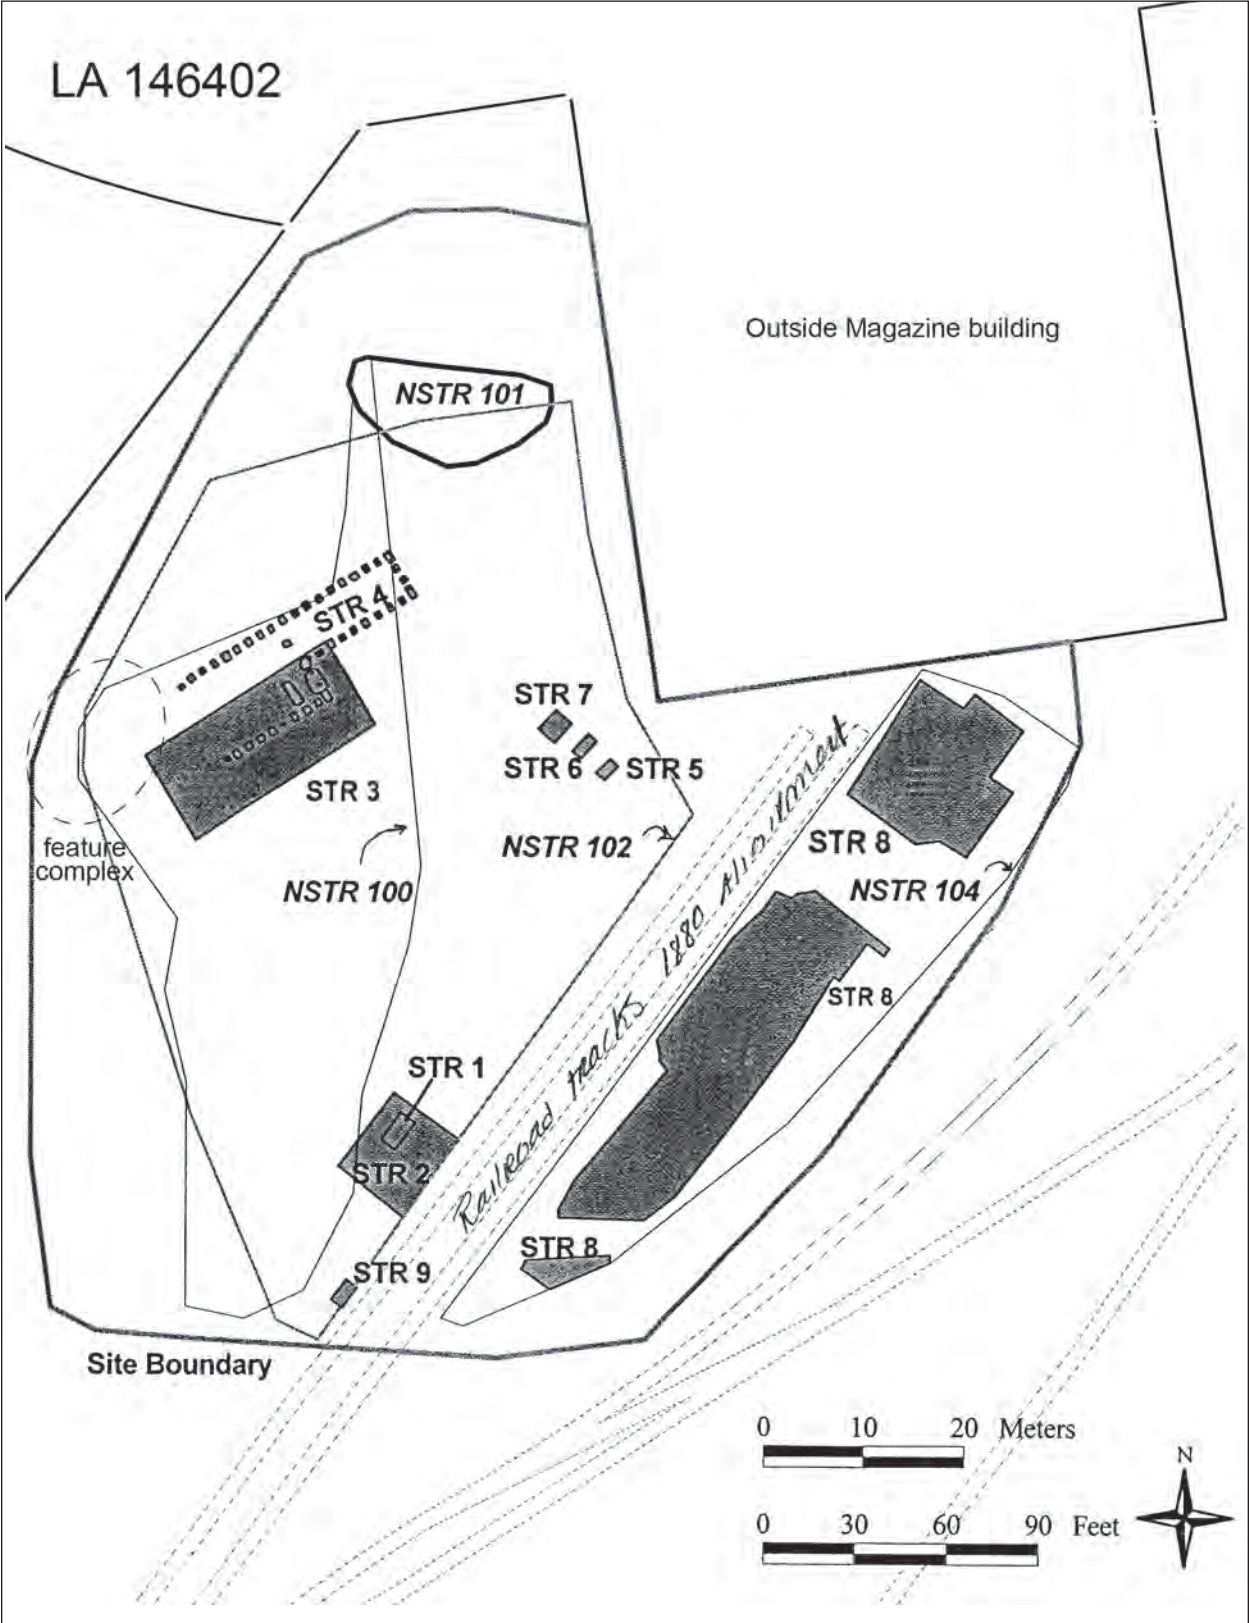 LA 146402
Outside Magazine building
NSTR 101
STR 4
STR 7
STR 6
STR 5
STR 3
feature
complex
NSTR 100
NSTR 102
STR 8
NSTR 104
Railroad tracks 1880 Alignment
STR 8
STR 1
STR 2
STR 8
STR 9
Site Boundary
0 10 20 Meters
N
0 30 60 90 Feet